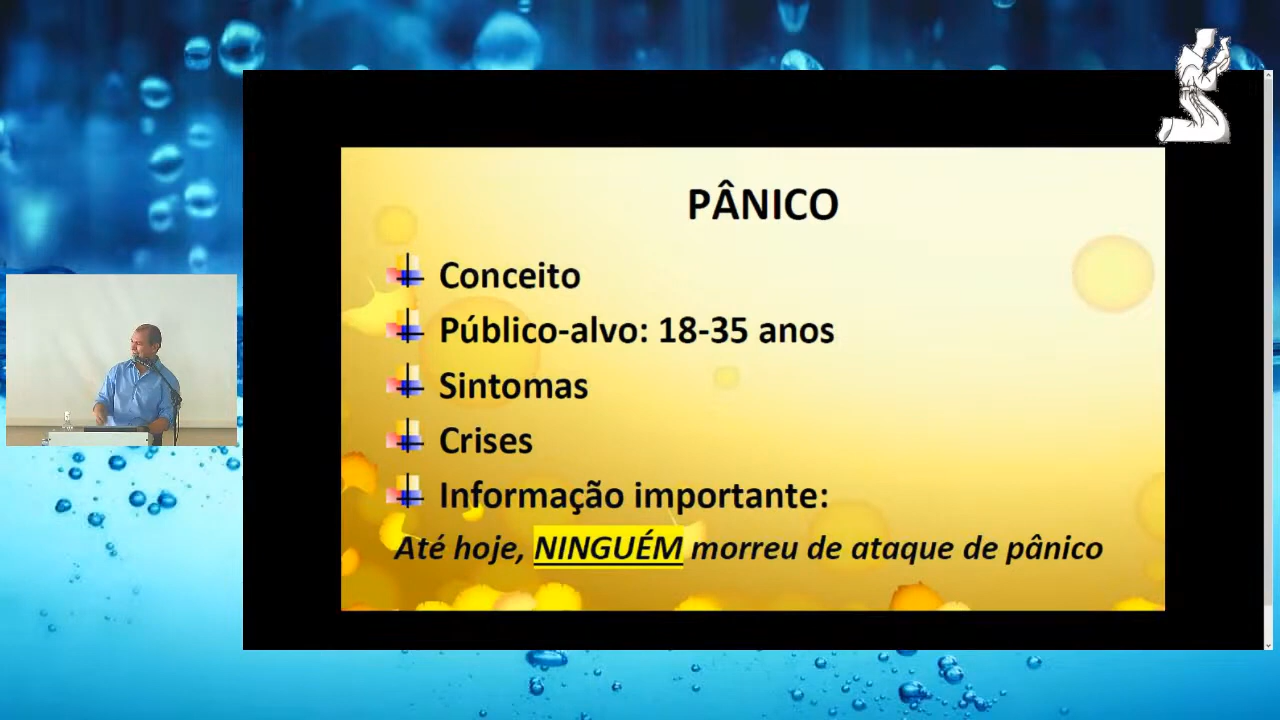 PÂNICO
Conceito
Público-alvo: 18-35 anos
Sintomas
Crises
Informação importante:
Até hoje, NINGUÉM morreu de ataque de pânico